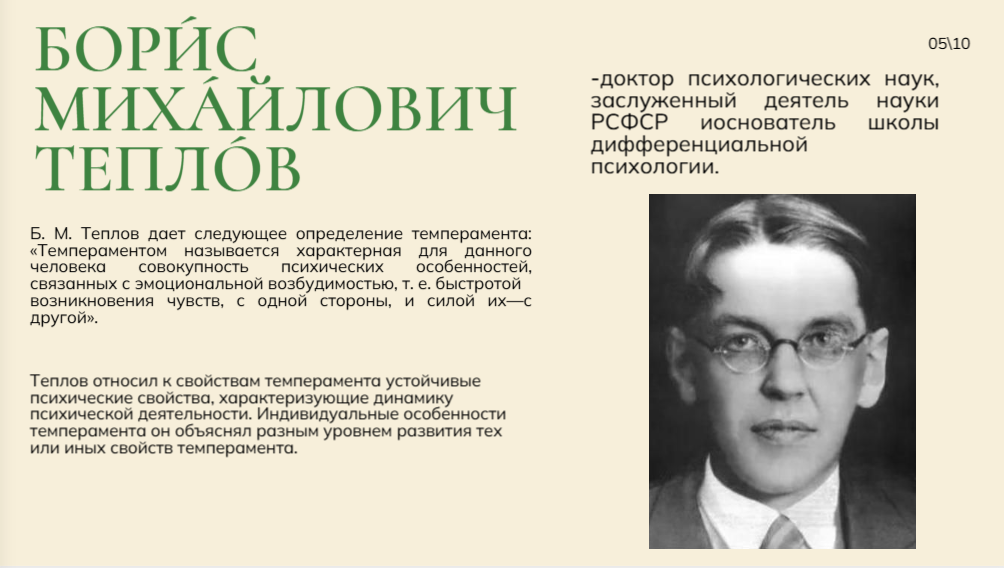 БОРИ́С
МИХА́ЙЛОВИЧ
ТЕПЛО́В
05\10
-доктор психологических наук,
заслуженный деятель науки
РСФСР иоснователь школы
дифференциальной
психологии.
Б. М. Теплов дает следующее определение темперамента:
«Темпераментом называется характерная для данного
человека совокупность психических особенностей,
связанных с эмоциональной возбудимостью, т. е. быстротой
возникновения чувств, с одной стороны, и силой их—с
другой».
Теплов относил к свойствам темперамента устойчивые
психические свойства, характеризующие динамику
психической деятельности. Индивидуальные особенности
темперамента он объяснял разным уровнем развития тех
или иных свойств темперамента.